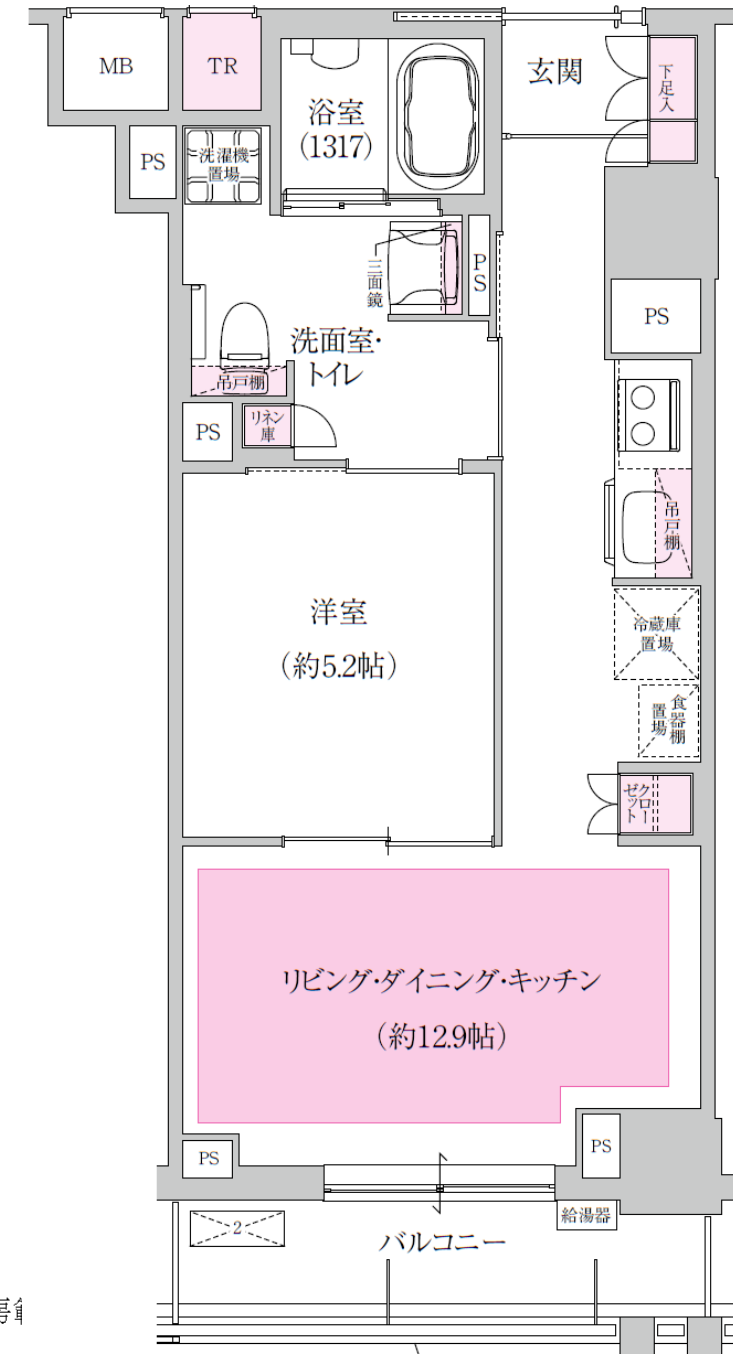 MB
TR
玄関
下足入
浴室
(1317)
PS
洗濯機
置場
三面鏡
PS
PS
洗面室・
トイレ
吊戸棚
PS
リネン
庫
吊戸棚
洋室
(約5.2帖)
冷蔵庫
置場
食器棚
置場
クロー
ゼット
リビング・ダイニング・キッチン
(約12.9帖)
PS
PS
2
給湯器
バルコニー